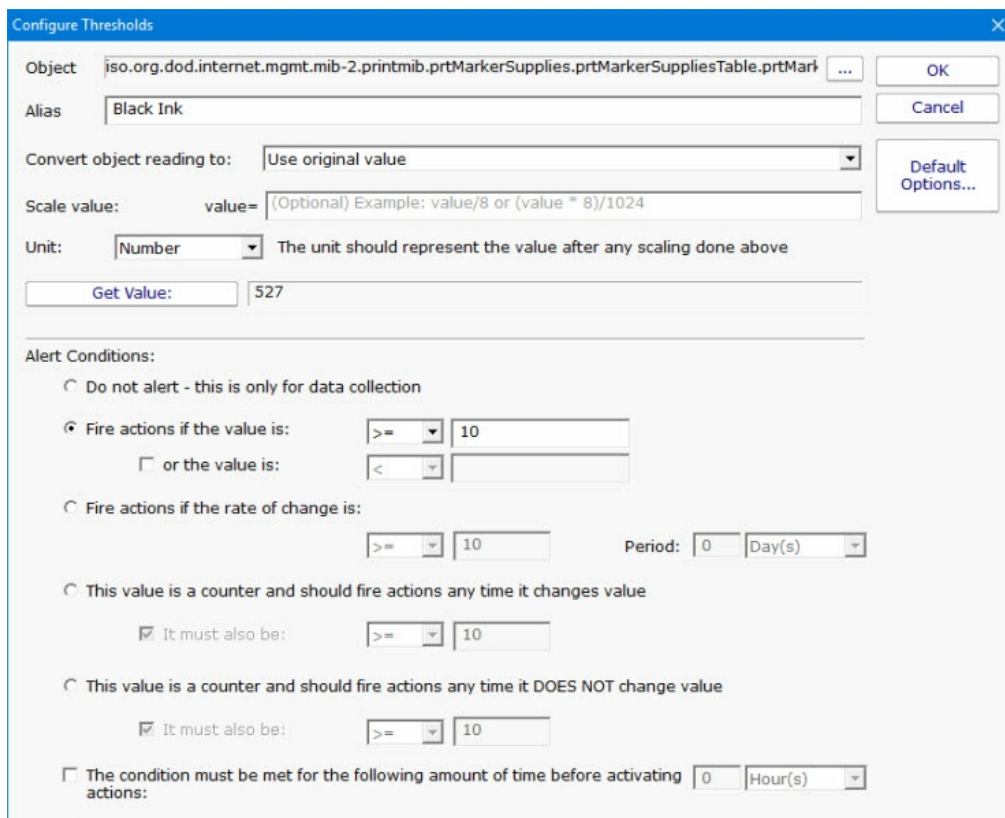 Configure Thresholds
Object iso.org.dod.internet.mgmt.mib-2.printmib.prtMarkerSupplies.prtMarkerSuppliesTable.prtMark ... OK
Alias Black Ink Cancel
Convert object reading to: Use original value
Default
Options...
Scale value: value= (Optional) Example: value/8 or (value * 8)/1024
Unit: Number The unit should represent the value after any scaling done above
Get Value: 527
Alert Conditions:
Do not alert - this is only for data collection
Fire actions if the value is: >= 10
or the value is: <
Fire actions if the rate of change is:
>= 10 Period: 0 Day(s)
This value is a counter and should fire actions any time it changes value
It must also be: >= 10
This value is a counter and should fire actions any time it DOES NOT change value
It must also be: >= 10
The condition must be met for the following amount of time before activating 0 Hour(s)
actions: